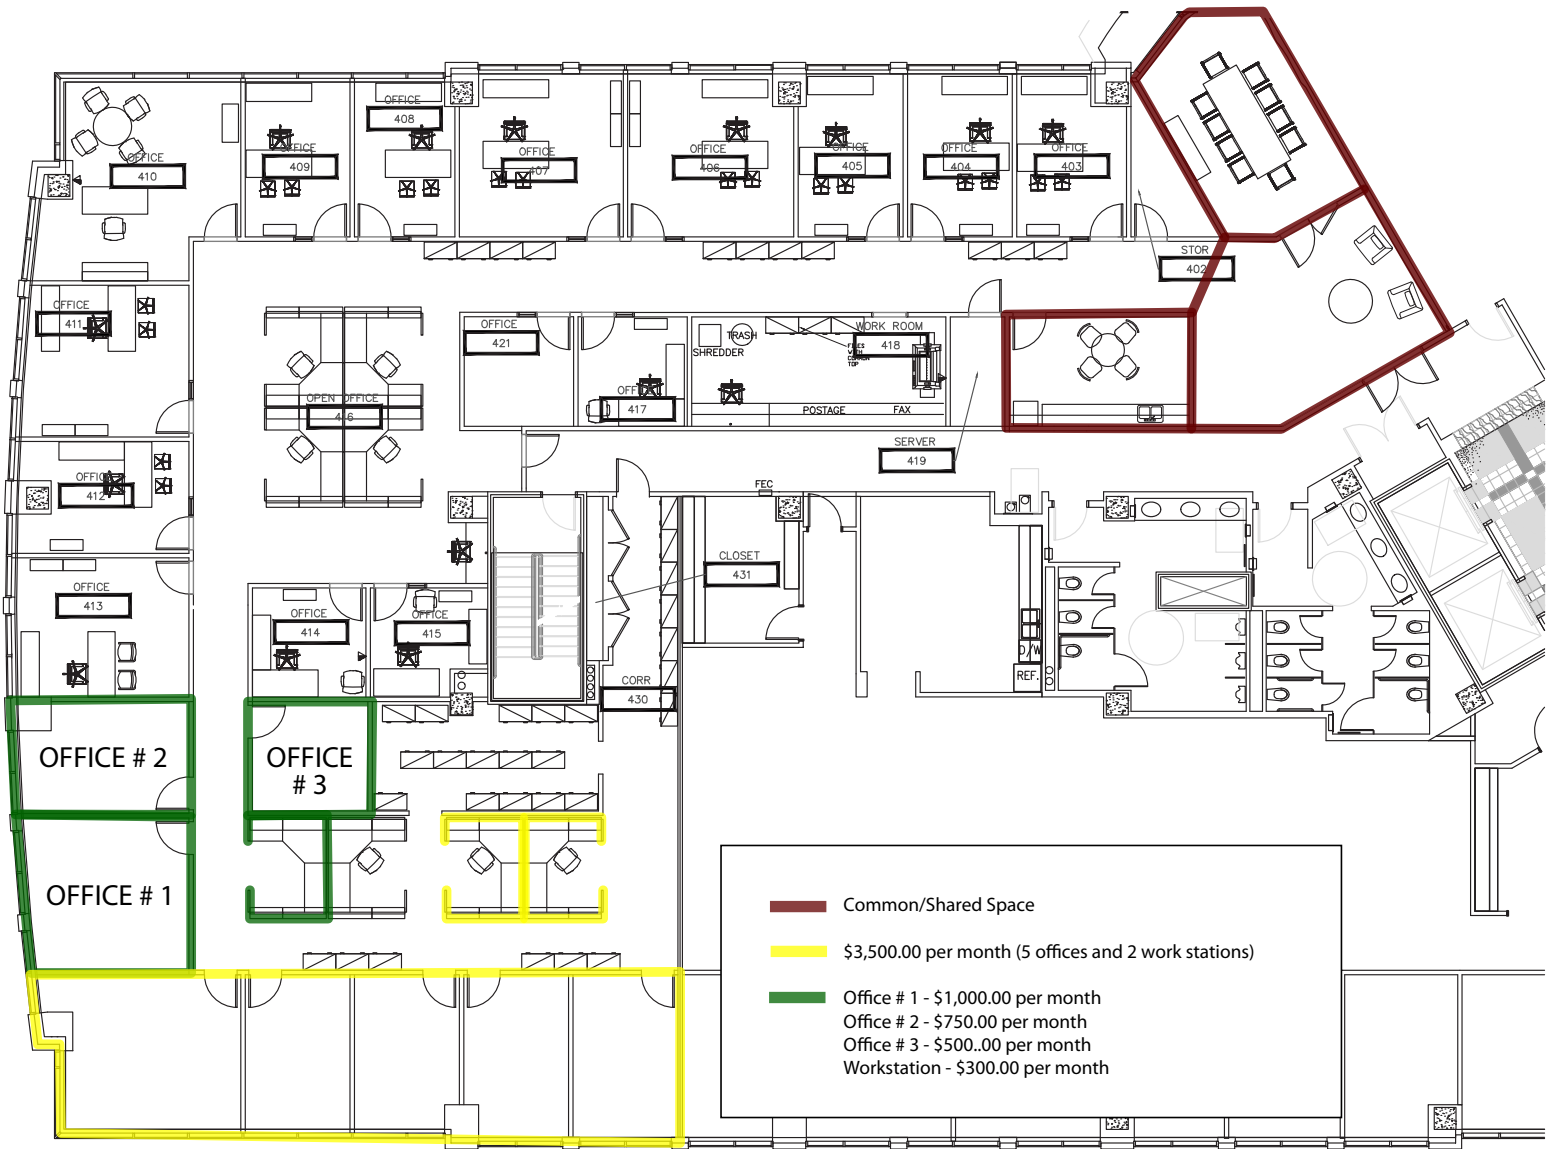 OFFICE
408
OFFICE
409
OFFICE
410
OFFICE
407
OFFICE
406
OFFICE
405
OFFICE
404
OFFICE
403
STOR
402
OFFICE
411
OFFICE
421
TRASH
SHREDDER
WORK ROOM
418
FILES
WITH
COMMON
TOP
OFFICE
417
POSTAGE FAX
OPEN OFFICE
416
SERVER
419
OFFICE
412
FEC
CLOSET
431
OFFICE
413
OFFICE
414
OFFICE
415
D/W
REF.
CORR
430
OFFICE # 2
OFFICE
# 3
OFFICE # 1
Common/Shared Space
$3,500.00 per month (5 offices and 2 work stations)
Office # 1 - $1,000.00 per month
Office # 2 - $750.00 per month
Office # 3 - $500..00 per month
Workstation - $300.00 per month